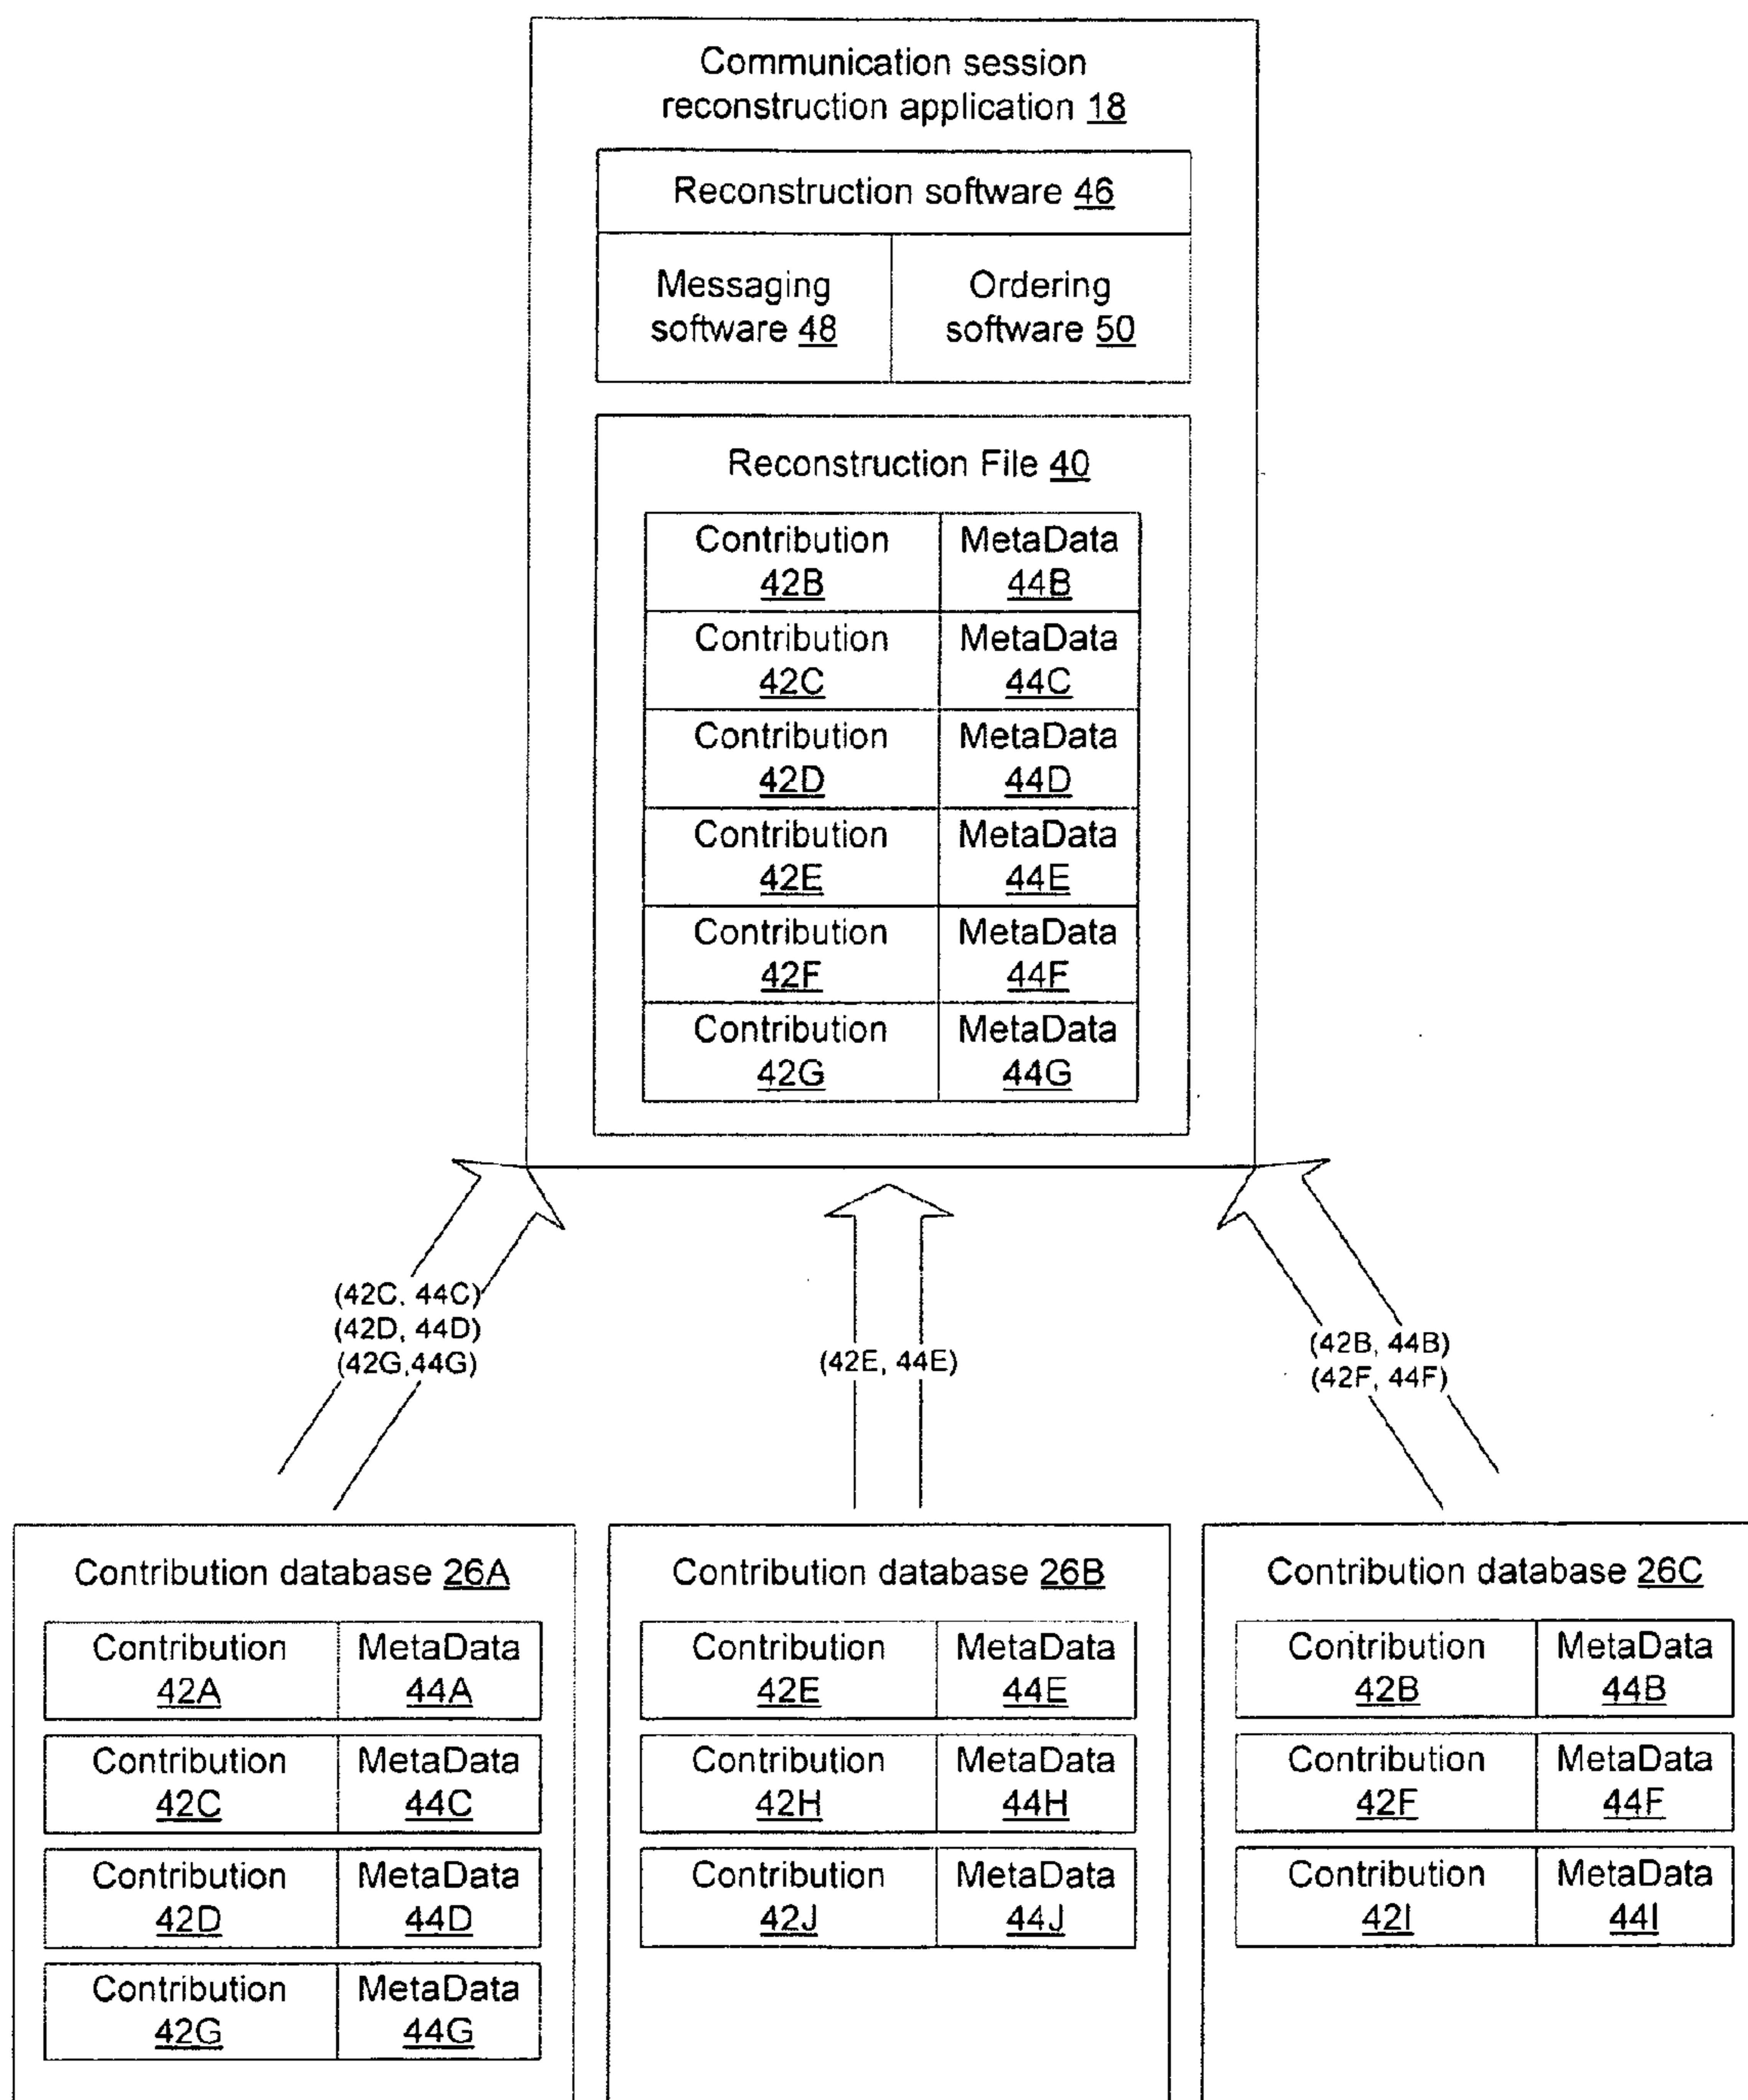 Communication session
reconstruction application 18
Reconstruction software 46
Messaging
software 48
Ordering
software 50
Reconstruction File 40
Contribution
42B
MetaData
44B
Contribution
42C
MetaData
44C
Contribution
42D
MetaData
44D
Contribution
42E
MetaData
44E
Contribution
42F
MetaData
44F
Contribution
42G
MetaData
44G
(42C, 44C)
(42D, 44D)
(42G,44G)
(42E, 44E)
(42B, 44B)
(42F, 44F)
Contribution database 26A
Contribution
42A
MetaData
44A
Contribution
42C
MetaData
44C
Contribution
42D
MetaData
44D
Contribution
42G
MetaData
44G
Contribution database 26B
Contribution
42E
MetaData
44E
Contribution
42H
MetaData
44H
Contribution
42J
MetaData
44J
Contribution database 26C
Contribution
42B
MetaData
44B
Contribution
42F
MetaData
44F
Contribution
42I
MetaData
44I